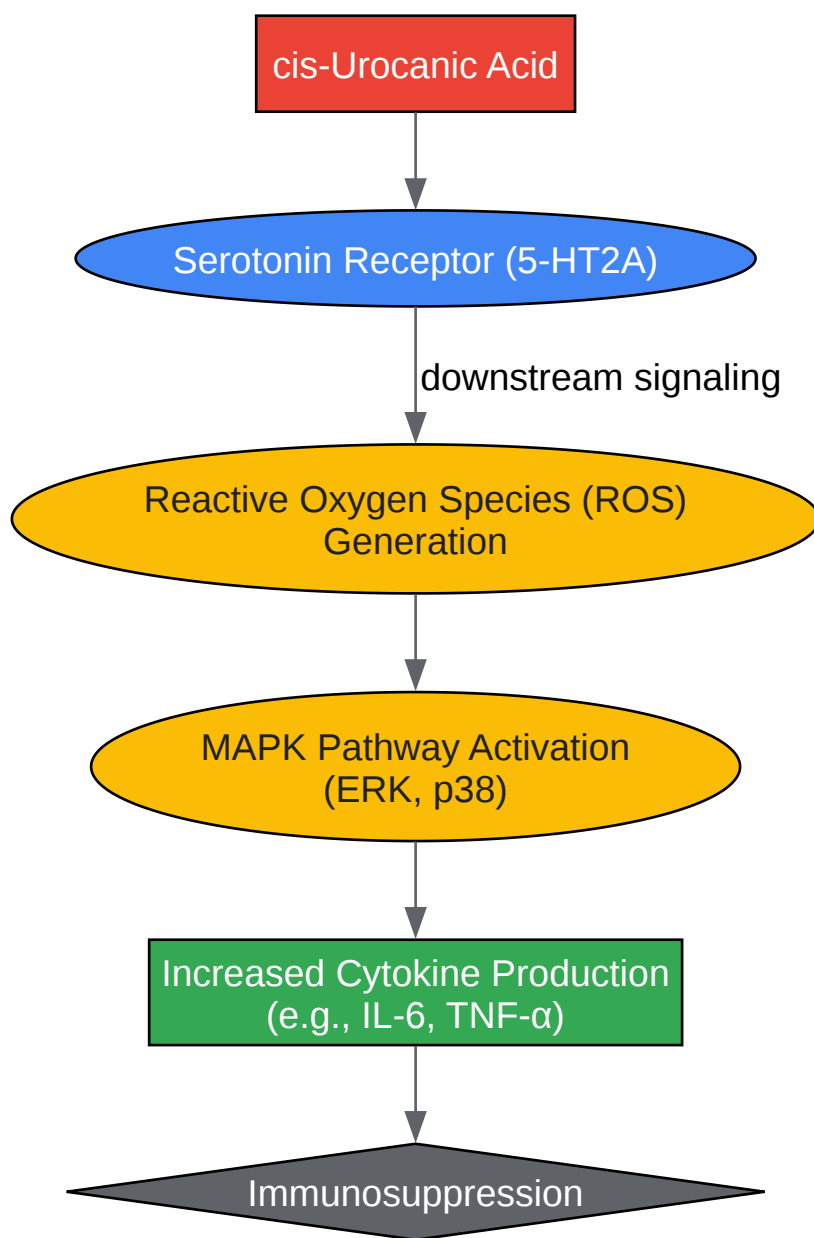 cis-Urocanic Acid
Serotonin Receptor (5-HT2A)
downstream signaling
Reactive Oxygen Species (ROS)
Generation
MAPK Pathway Activation
(ERK, p38)
Increased Cytokine Production
(e.g., IL-6, TNF-α)
Immunosuppression